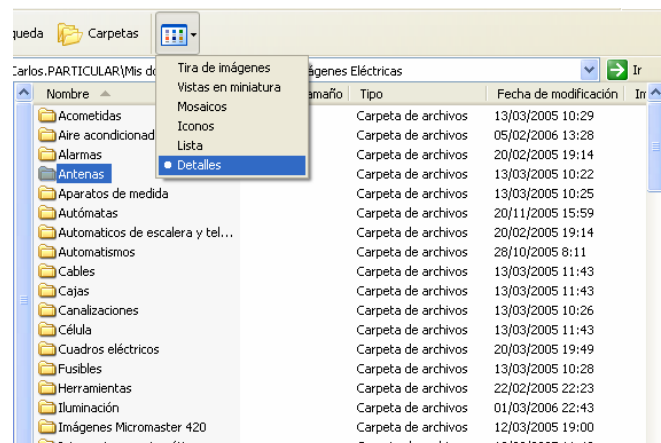 queda Carpetas
Carlos.PARTICULAR\Mis do ágenes Eléctricas Ir
Tira de imágenes
Vistas en miniatura
Mosaicos
Iconos
Lista
Detalles
Nombre amaño Tipo Fecha de modificación
Acometidas Carpeta de archivos 13/03/2005 10:29
Aire acondicionad Carpeta de archivos 05/02/2006 13:28
Alarmas Carpeta de archivos 20/02/2005 19:14
Antenas Carpeta de archivos 13/03/2005 10:22
Aparatos de medida Carpeta de archivos 13/03/2005 10:25
Autómatas Carpeta de archivos 20/11/2005 15:59
Automaticos de escalera y tel... Carpeta de archivos 20/02/2005 19:14
Automatismos Carpeta de archivos 28/10/2005 8:11
Cables Carpeta de archivos 13/03/2005 11:43
Cajas Carpeta de archivos 13/03/2005 11:43
Canalizaciones Carpeta de archivos 13/03/2005 10:26
Célula Carpeta de archivos 13/03/2005 11:43
Cuadros eléctricos Carpeta de archivos 20/03/2005 19:49
Fusibles Carpeta de archivos 13/03/2005 10:28
Herramientas Carpeta de archivos 22/02/2005 22:23
Iluminación Carpeta de archivos 01/03/2006 22:43
Imágenes Micromaster 420 Carpeta de archivos 12/03/2005 19:00